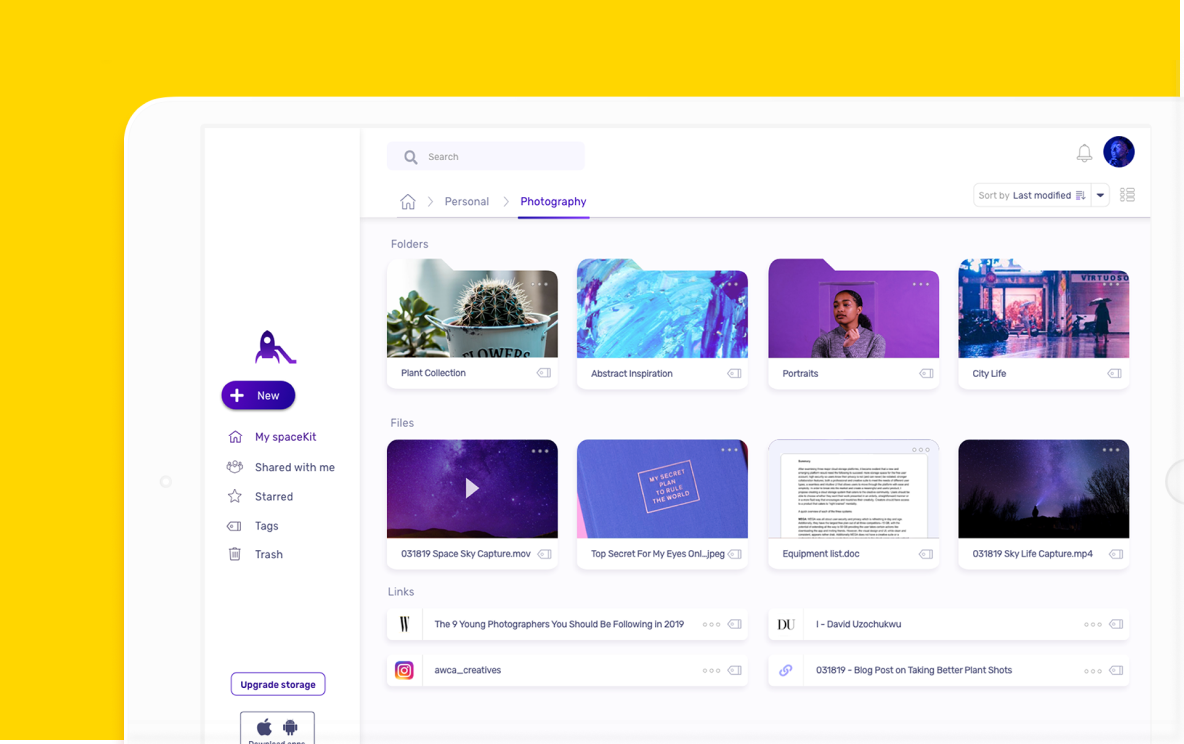 Search
Sort by Last modified
Personal
Photography
Folders
FLOWERS
VIRTUOSO
Plant Collection
Abstract Inspiration
Portraits
City Life
New
My spaceKit
Shared with me
Starred
Tags
Trash
Files
MY SECRET
PLAN
TO RULE
THE WORLD
Summary
031819 Space Sky Capture.mov
Top Secret For My Eyes Onl...jpeg
Equipment list.doc
031819 Sky Life Capture.mp4
Links
W
The 9 Young Photographers You Should Be Following in 2019
DU
I - David Uzochukwu
awca_creatives
031819 - Blog Post on Taking Better Plant Shots
Upgrade storage
Download apps